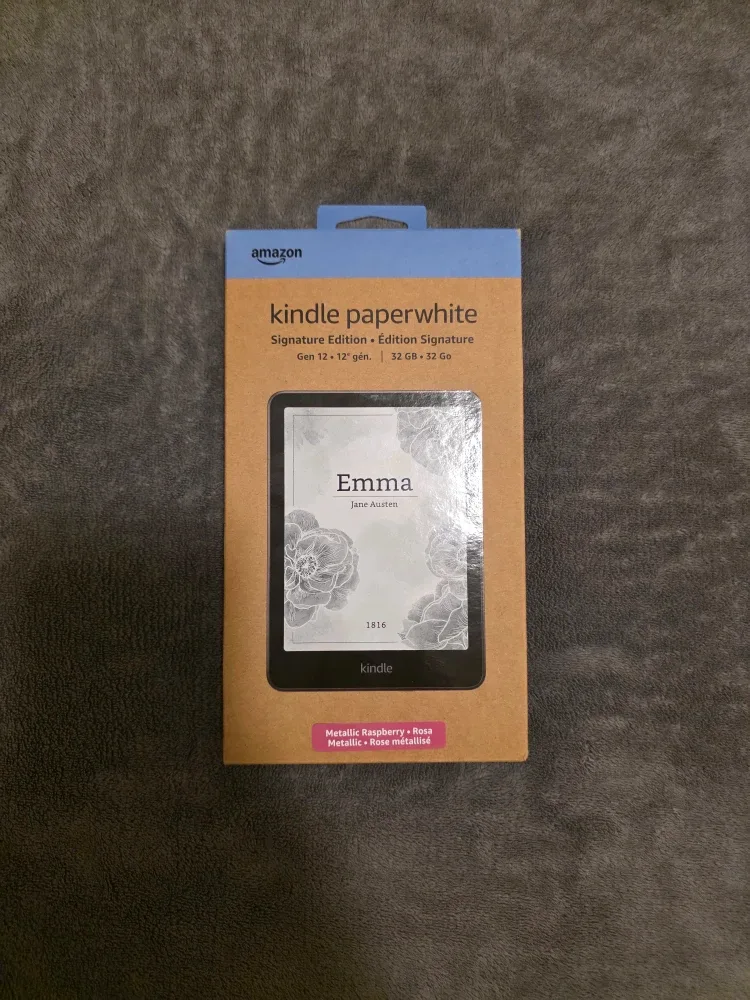 amazon
kindle paperwhite
Signature Edition • Édition Signature
Gen 12 • 12ᵉ gén. | 32 GB • 32 Go
Emma
Jane Austen
1816
kindle
Metallic Raspberry • Rosa
Metallic • Rose métallisé